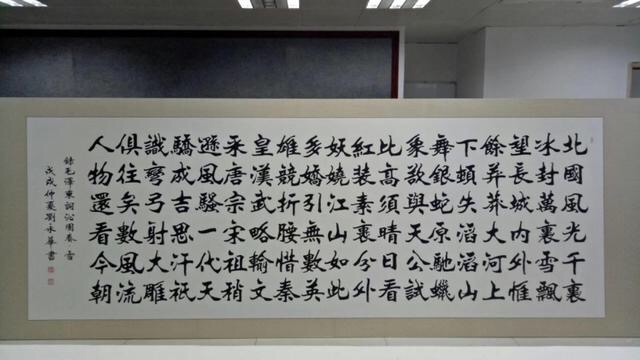 北國風光千裏
冰封萬裏雪飄
望長城內外惟
餘莽莽大河上
下頓失滔滔山
舞銀蛇原馳蠟
象欲與天公試
比高須晴日看
紅裝素裹分外
妖嬈江山如此
多嬌引無數英
雄競折腰惜秦
皇漢武略輸文
采唐宗宋祖稍
遜風騷一代天
驕成吉思汗祇
識彎弓射大雕
俱往矣數風流
人物還看今朝
錄毛澤東詞沁園春 雪
戊戌仲夏劉永華書